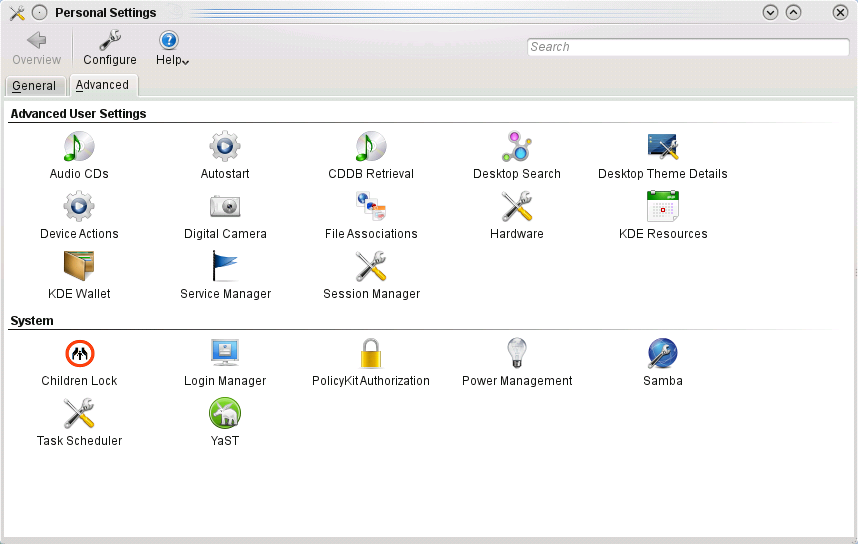 Personal Settings
Overview Configure Help
Search
General Advanced
Advanced User Settings
Audio CDs Autostart CDDB Retrieval Desktop Search Desktop Theme Details
Device Actions Digital Camera File Associations Hardware KDE Resources
KDE Wallet Service Manager Session Manager
System
Children Lock Login Manager PolicyKit Authorization Power Management Samba
Task Scheduler YaST